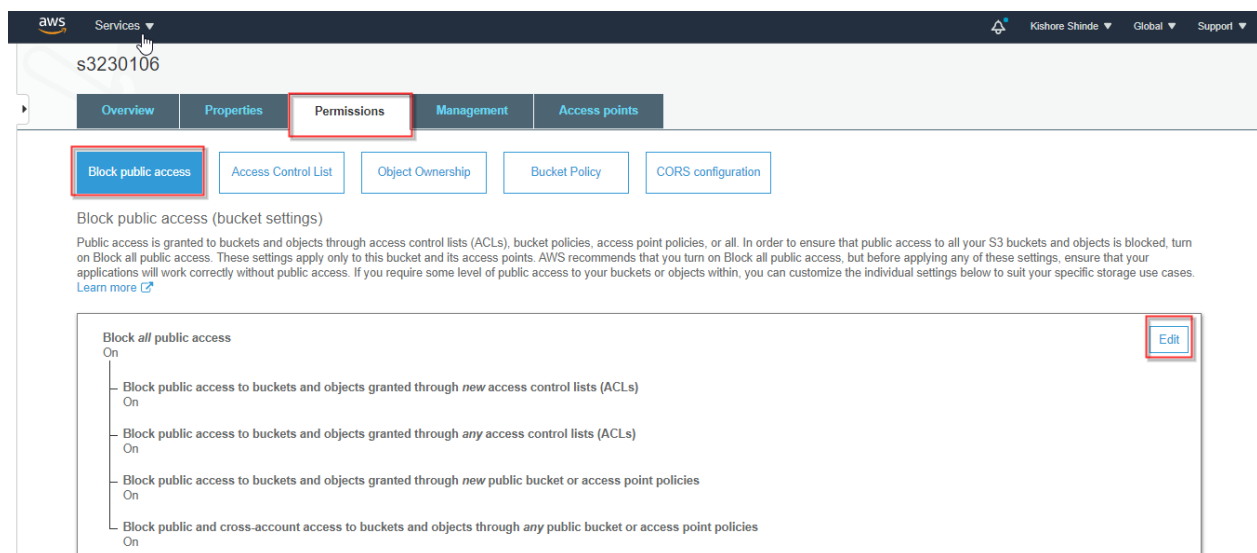 aws Services Kishore Shinde Global Support
s3230106
Overview Properties Permissions Management Access points
Block public access Access Control List Object Ownership Bucket Policy CORS configuration
Block public access (bucket settings)
Public access is granted to buckets and objects through access control lists (ACLs), bucket policies, access point policies, or all. In order to ensure that public access to all your S3 buckets and objects is blocked, turn
on Block all public access. These settings apply only to this bucket and its access points. AWS recommends that you turn on Block all public access, but before applying any of these settings, ensure that your
applications will work correctly without public access. If you require some level of public access to your buckets or objects within, you can customize the individual settings below to suit your specific storage use cases.
Learn more
Block all public access
On
Edit
Block public access to buckets and objects granted through new access control lists (ACLs)
On
Block public access to buckets and objects granted through any access control lists (ACLs)
On
Block public access to buckets and objects granted through new public bucket or access point policies
On
Block public and cross-account access to buckets and objects through any public bucket or access point policies
On